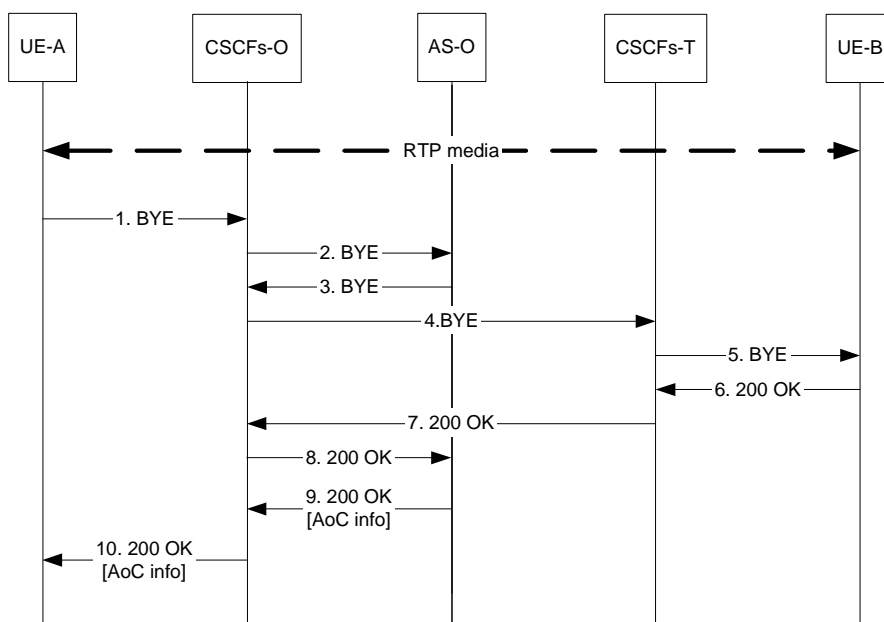 UE-A
CSCFs-O
AS-O
CSCFs-T
UE-B
RTP media
1. BYE
2. BYE
3. BYE
4.BYE
5. BYE
6. 200 OK
7. 200 OK
8. 200 OK
9. 200 OK
[AoC info]
10. 200 OK
[AoC info]